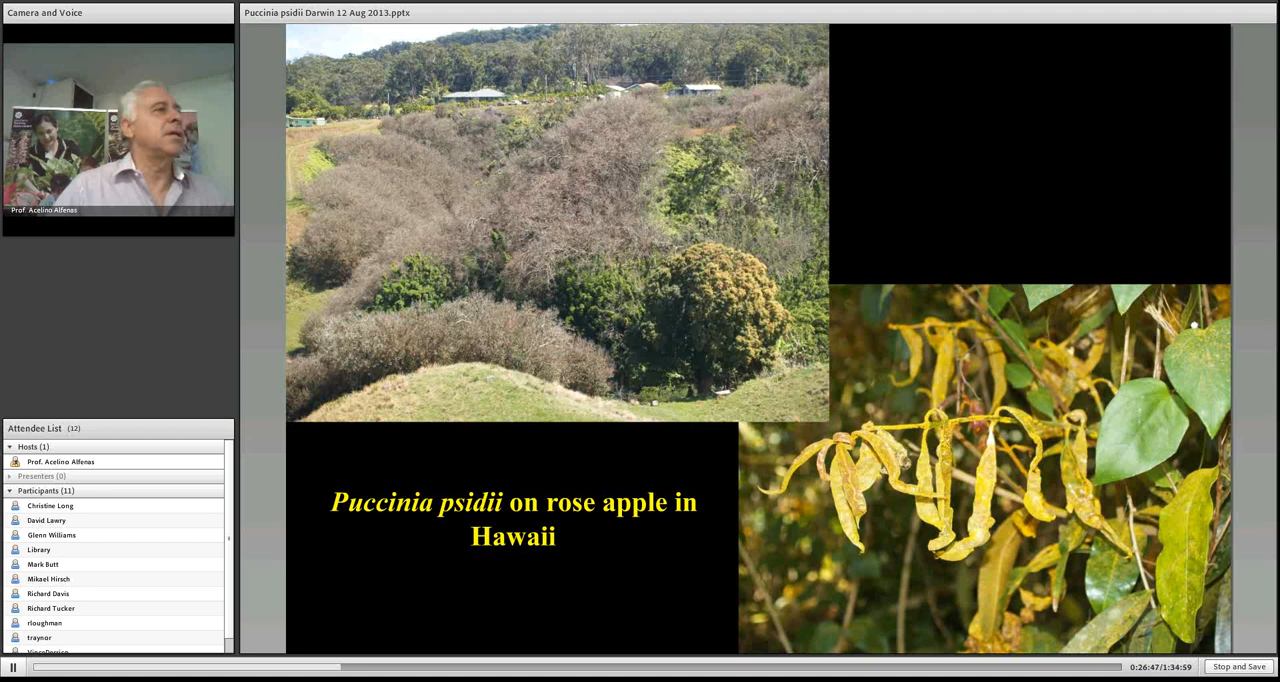 Camera and Voice
Puccinia psidii Darwin 12 Aug 2013.pptx
Prof. Acelino Alfenas
Attendee List (12)
Hosts (1)
Prof. Acelino Alfenas
Presenters (0)
Participants (11)
Christine Long
David Lawry
Glenn Williams
Library
Mark Butt
Mikael Hirsch
Richard Davis
Richard Tucker
rloughman
traynor
Puccinia psidii on rose apple in
Hawaii
0:26:47/1:34:59
Stop and Save